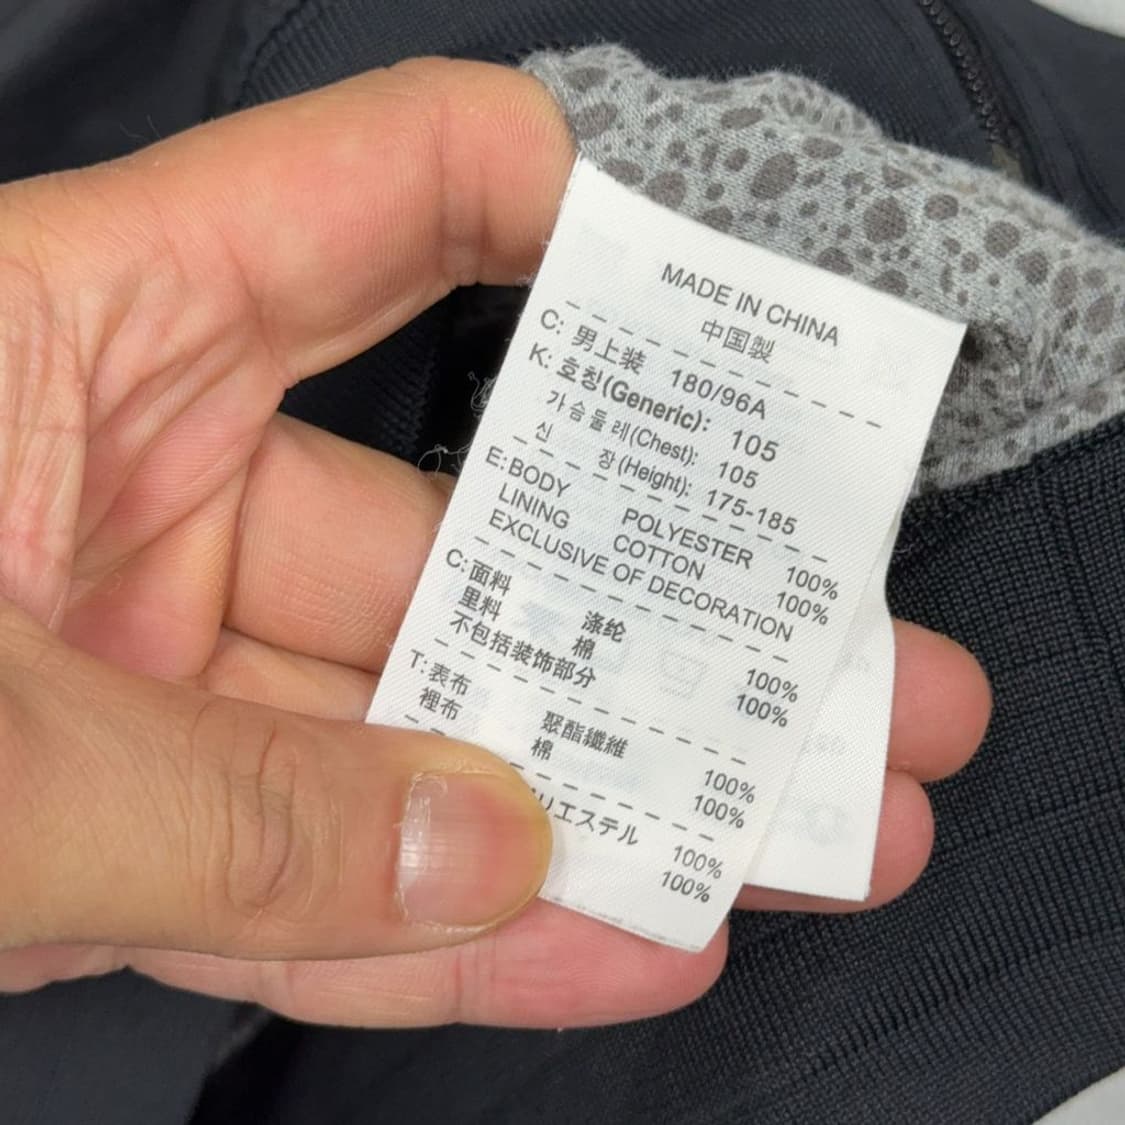 MADE IN CHINA
中国製
C: 男上装 180/96A
K: 호칭(Generic): 105
가슴둘레(Chest): 105
신 장(Height): 175-185
E: BODY POLYESTER 100%
LINING COTTON 100%
EXCLUSIVE OF DECORATION
C: 面料 涤纶 100%
里料 棉 100%
不包括装饰部分
T: 表布 聚酯纖維 100%
裡布 棉 100%
リエステル 100%
100%